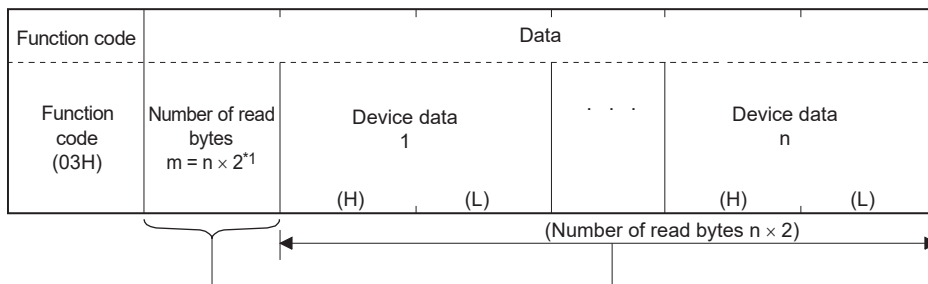 Function code
Data
Function
code
(03H)
Number of read
bytes
m = n × 2*1
Device data
1
. . .
Device data
n
(H)
(L)
(H)
(L)
(Number of read bytes n × 2)